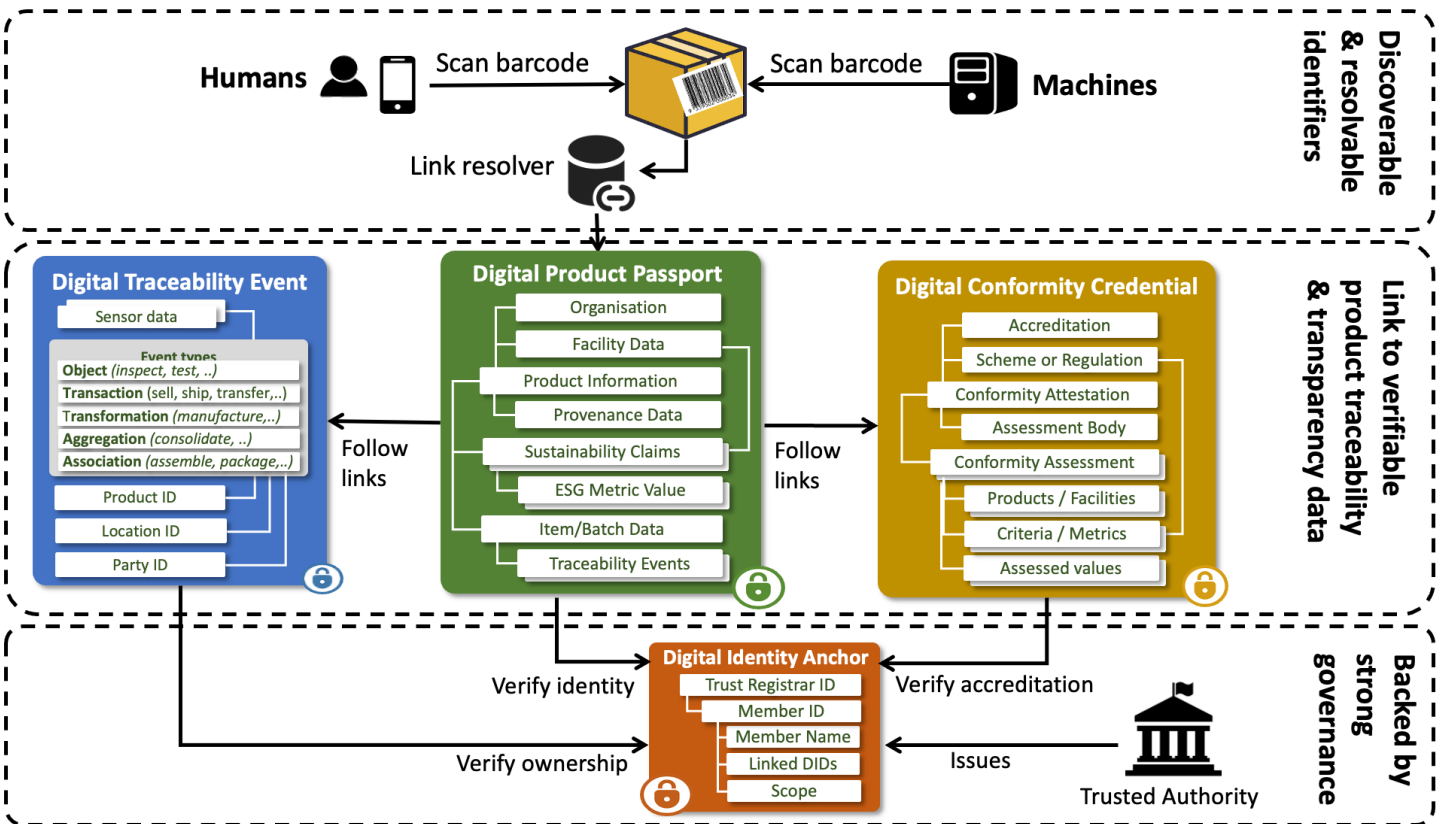 Humans
Scan barcode
Scan barcode
Machines
Link resolver
Discoverable
& resolvable
identifiers
Digital Traceability Event
Sensor data
Event types
Object (inspect, test, ..)
Transaction (sell, ship, transfer,..)
Transformation (manufacture,..)
Aggregation (consolidate, ..)
Association (assemble, package,..)
Product ID
Location ID
Party ID
Follow
links
Digital Product Passport
Organisation
Facility Data
Product Information
Provenance Data
Sustainability Claims
ESG Metric Value
Item/Batch Data
Traceability Events
Follow
links
Digital Conformity Credential
Accreditation
Scheme or Regulation
Conformity Attestation
Assessment Body
Conformity Assessment
Products / Facilities
Criteria / Metrics
Assessed values
Link to verifiable
product traceability
& transparency data
Verify identity
Verify ownership
Digital Identity Anchor
Trust Registrar ID
Member ID
Member Name
Linked DIDs
Scope
Verify accreditation
Issues
Trusted Authority
Backed by
strong
governance